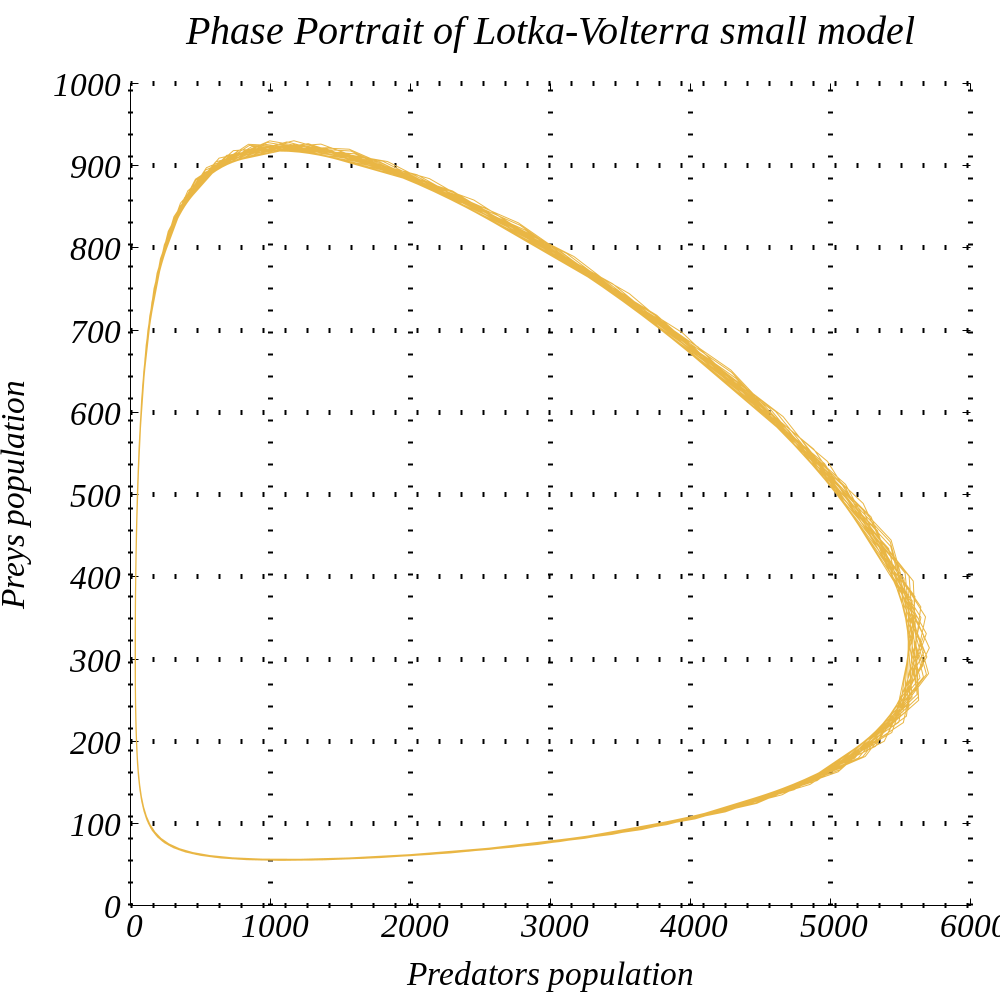 Phase Portrait of Lotka-Volterra small model
1000
900
800
700
600
500
400
300
200
100
0
Preys population
0 1000 2000 3000 4000 5000 6000
Predators population